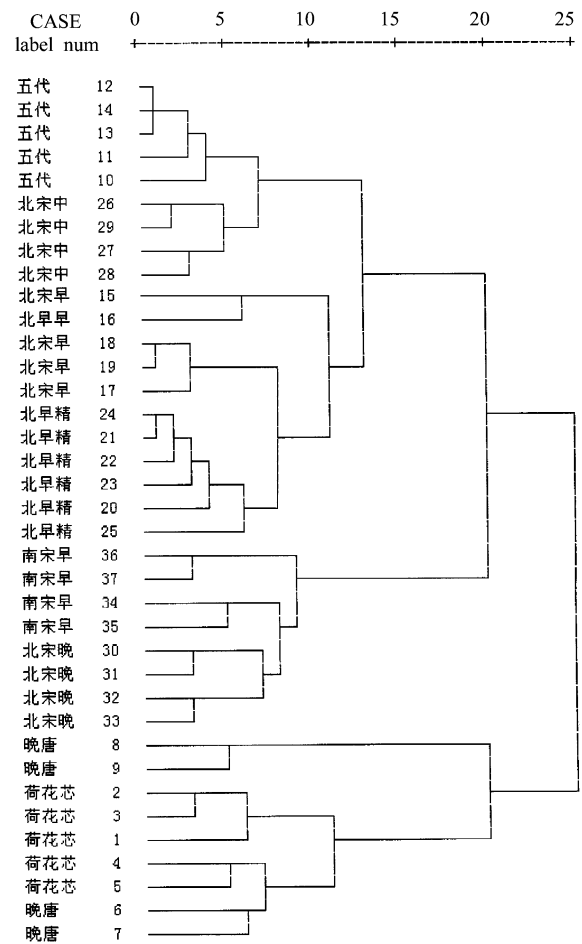 CASE 0 5 10 15 20 25
label num
五代 12
五代 14
五代 13
五代 11
五代 10
北宋中 26
北宋中 29
北宋中 27
北宋中 28
北宋早 15
北早早 16
北宋早 18
北宋早 19
北宋早 17
北早精 24
北早精 21
北早精 22
北早精 23
北早精 20
北早精 25
南宋早 36
南宋早 37
南宋早 34
南宋早 35
北宋晚 30
北宋晚 31
北宋晚 32
北宋晚 33
晚唐 8
晚唐 9
荷花芯 2
荷花芯 3
荷花芯 1
荷花芯 4
荷花芯 5
晚唐 6
晚唐 7